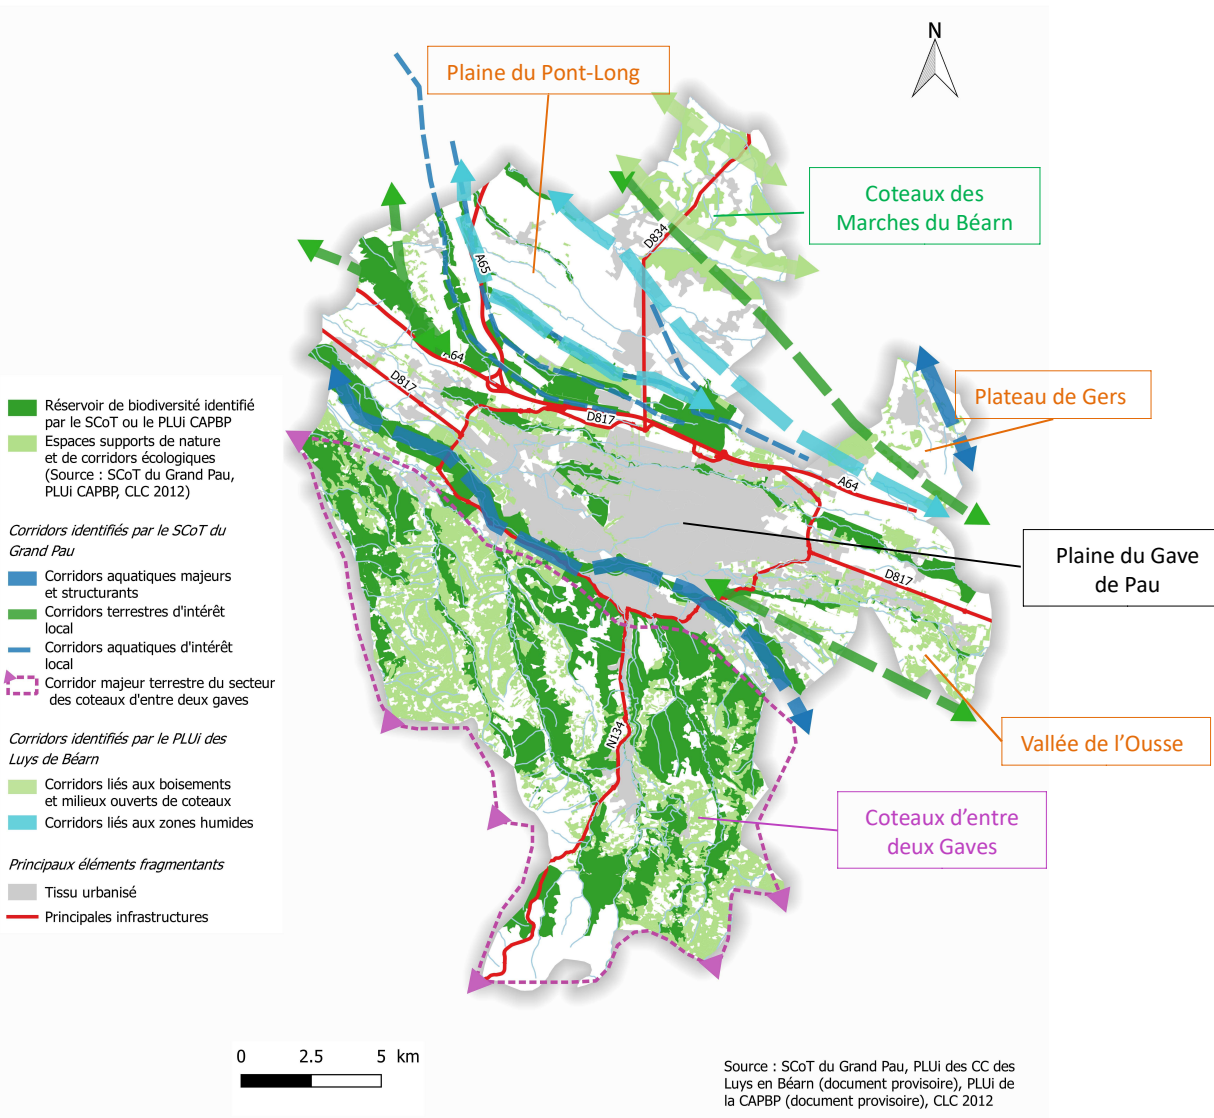 N
Plaine du Pont-Long
Coteaux des
Marches du Béarn
D834
A65
A64
D817
D817
Plateau de Gers
A64
Plaine du Gave
de Pau
D817
N134
Vallée de l’Ousse
Coteaux d’entre
deux Gaves
Réservoir de biodiversité identifié
par le SCoT ou le PLUi CAPBP
Espaces supports de nature
et de corridors écologiques
(Source : SCoT du Grand Pau,
PLUi CAPBP, CLC 2012)
Corridors identifiés par le SCoT du
Grand Pau
Corridors aquatiques majeurs
et structurants
Corridors terrestres d'intérêt
local
Corridors aquatiques d'intérêt
local
Corridor majeur terrestre du secteur
des coteaux d'entre deux gaves
Corridors identifiés par le PLUi des
Luys de Béarn
Corridors liés aux boisements
et milieux ouverts de coteaux
Corridors liés aux zones humides
Principaux éléments fragmentants
Tissu urbanisé
Principales infrastructures
0 2.5 5 km
Source : SCoT du Grand Pau, PLUi des CC des
Luys en Béarn (document provisoire), PLUi de
la CAPBP (document provisoire), CLC 2012